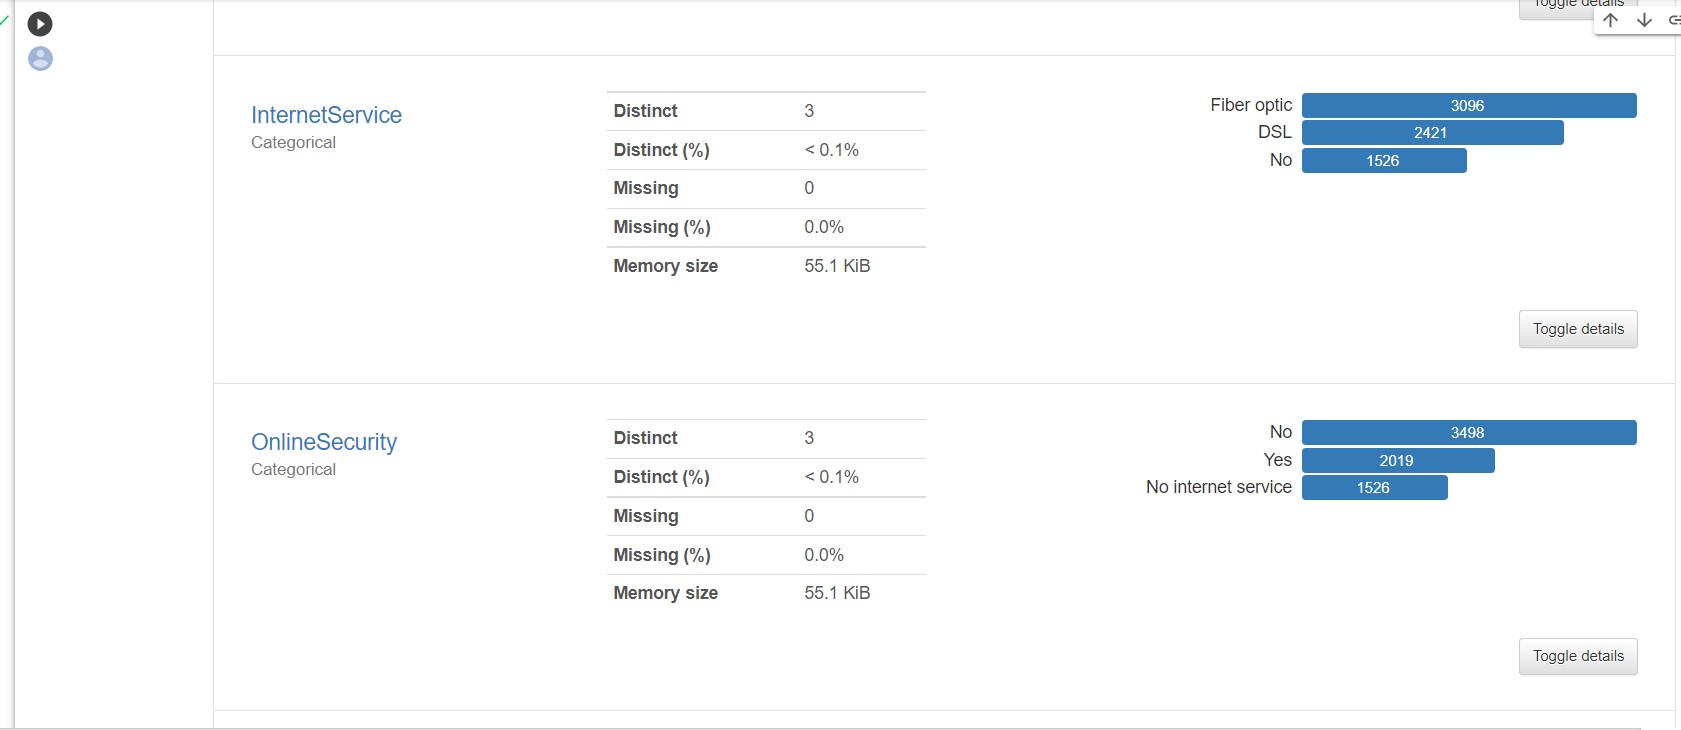 Toggle details
InternetService
Categorical
Distinct 3
Distinct (%) < 0.1%
Missing 0
Missing (%) 0.0%
Memory size 55.1 KiB
Fiber optic 3096
DSL 2421
No 1526
Toggle details
OnlineSecurity
Categorical
Distinct 3
Distinct (%) < 0.1%
Missing 0
Missing (%) 0.0%
Memory size 55.1 KiB
No 3498
Yes 2019
No internet service 1526
Toggle details